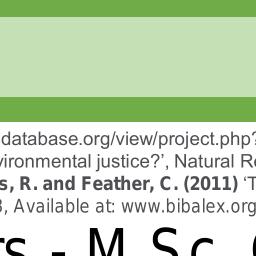 database.org/view/project.php?
vironmental justice?', Natural Re
s, R. and Feather, C. (2011) 'T
3, Available at: www.bibalex.org
rs - M.Sc.